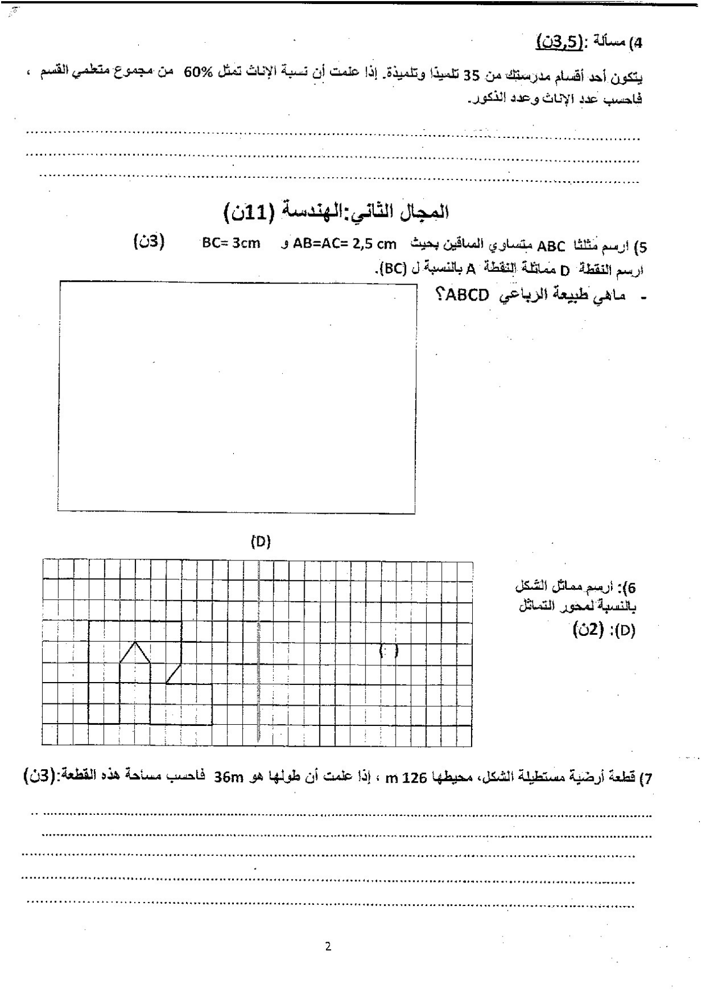 4) مسألة :(3,5ن)
يتكون أحد أقسام مدرستك من 35 تلميذا وتلميذة. إذا علمت أن نسبة الإناث تمثل 60% من مجموع متعلمي القسم ،
فاحسب عدد الإناث وعدد الذكور.
المجال الثاني:الهندسة (11ن)
5) ارسم مثلثا ABC متساوي الساقين بحيث AB=AC= 2,5 cm و BC= 3cm (3ن)
ارسم النقطة D مماثلة النقطة A بالنسبة ل (BC).
- ماهي طبيعة الرباعي ABCD؟
(D)
6): أرسم مماثل الشكل
بالنسبة لمحور التماثل
(D): (2ن)
7) قطعة أرضية مستطيلة الشكل، محيطها 126 m ، إذا علمت أن طولها هو 36m فاحسب مساحة هذه القطعة:(3ن)
2